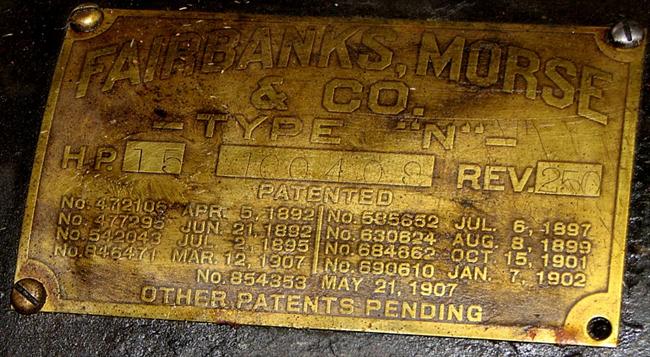 FAIRBANKS, MORSE
& CO.
— TYPE "N" —
H.P. 15 100408 REV. 250
PATENTED
No. 472106 APR. 5, 1892 No. 585652 JUL. 6, 1897
No. 477295 JUN. 21, 1892 No. 630624 AUG. 8, 1899
No. 542043 JUL. 2, 1895 No. 684662 OCT. 15, 1901
No. 846471 MAR. 12, 1907 No. 690610 JAN. 7, 1902
No. 854353 MAY 21, 1907
OTHER PATENTS PENDING